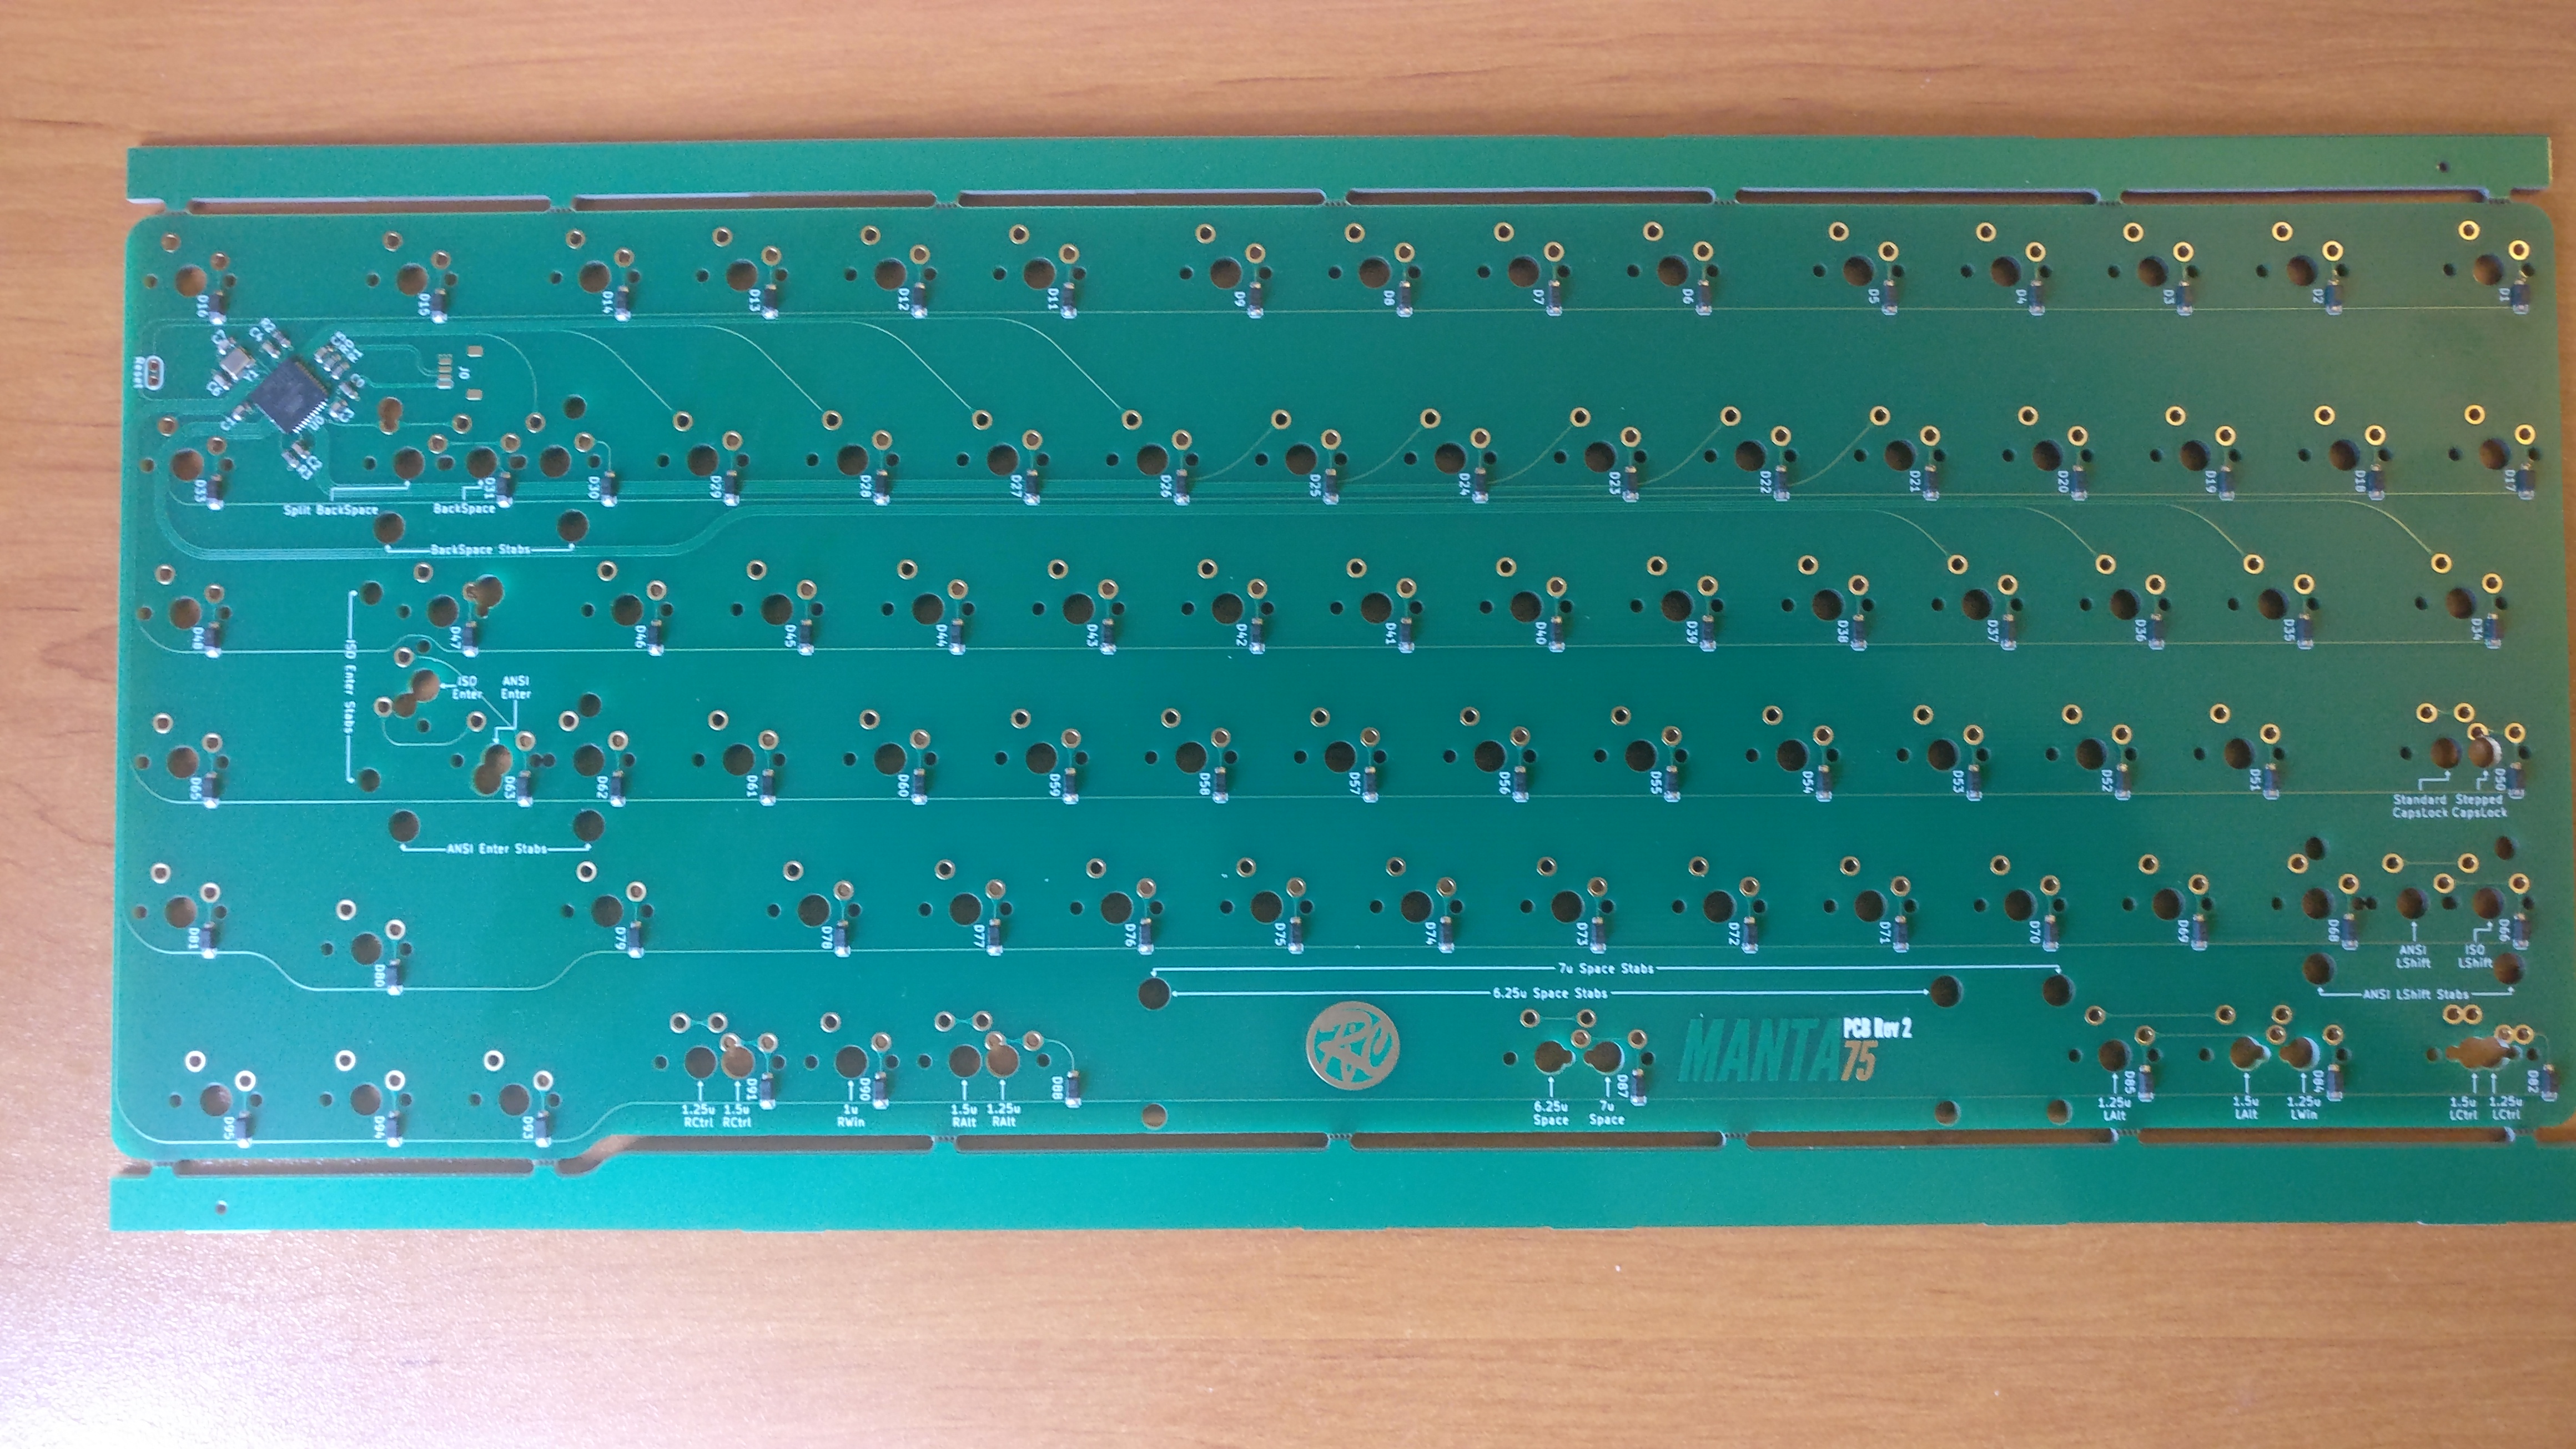 D16
D15
D14
D13
D12
D11
D9
D8
D7
D6
D5
D4
D3
D2
D1
Reset
J0
D33
D31
D30
D29
D28
D27
D26
D25
D24
D23
D22
D21
D20
D19
D18
D17
Split BackSpace
BackSpace
BackSpace Stabs
D48
D47
D46
D45
D44
D43
D42
D41
D40
D39
D38
D37
D36
D35
D34
ISO Enter Stabs
ISO
Enter
ANSI
Enter
D65
D63
D62
D61
D60
D59
D58
D57
D56
D55
D54
D53
D52
D51
D50
Standard
CapsLock
Stepped
CapsLock
ANSI Enter Stabs
D81
D80
D79
D78
D77
D76
D75
D74
D73
D72
D71
D70
D69
D68
D66
ANSI
LShift
ISO
LShift
ANSI LShift Stabs
7u Space Stabs
6.25u Space Stabs
RC
MANTA75
PCB Rev 2
D95
D94
D93
D91
D90
D88
D87
D85
D84
D82
1.25u
RCtrl
1.5u
RCtrl
1u
RWin
1.5u
RAlt
1.25u
RAlt
6.25u
Space
7u
Space
1.25u
LAlt
1.5u
LAlt
1.25u
LWin
1.5u
LCtrl
1.25u
LCtrl